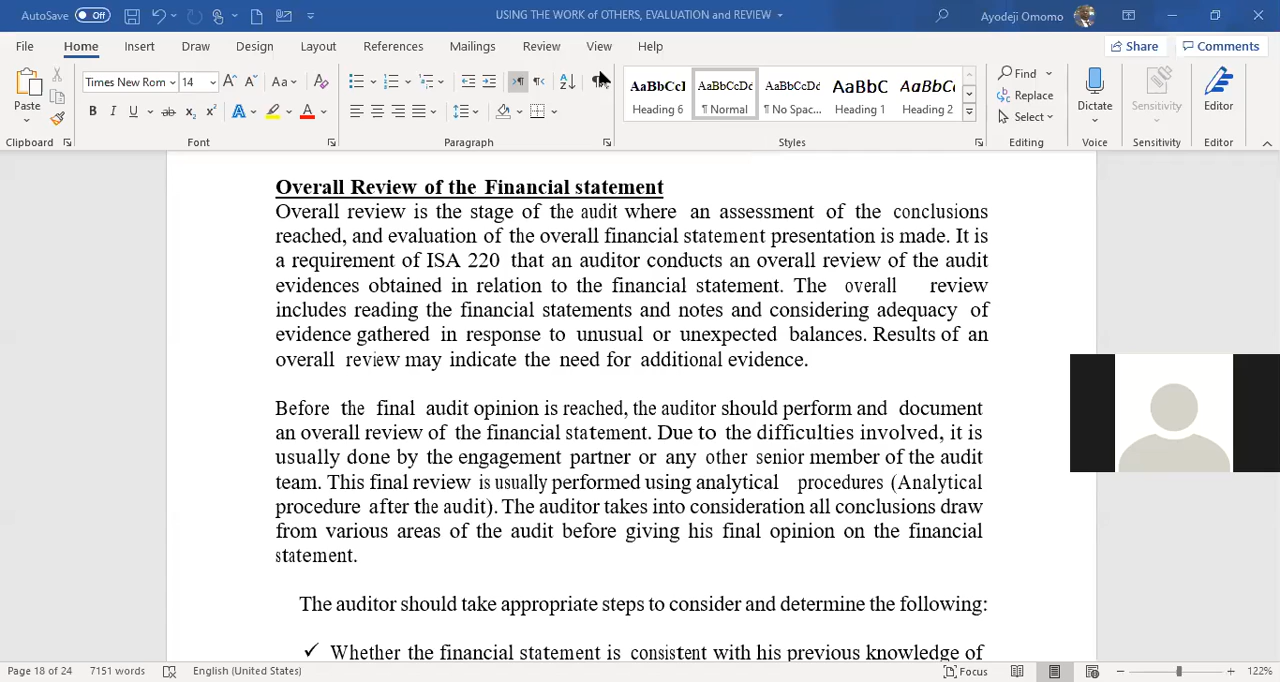 AutoSave Off USING THE WORK of OTHERS, EVALUATION and REVIEW Ayodeji Omomo
File Home Insert Draw Design Layout References Mailings Review View Help Share Comments
Times New Rom 14 Aa AaBbCcI AaBbCcDc AaBbCcDd AaBbC AaBbCc Find
Paste B I U ab x₂ x² A A Heading 6 ¶ Normal ¶ No Spac... Heading 1 Heading 2 Replace Select Dictate Sensitivity Editor
Clipboard Font Paragraph Styles Editing Voice Sensitivity Editor
Overall Review of the Financial statement
Overall review is the stage of the audit where an assessment of the conclusions
reached, and evaluation of the overall financial statement presentation is made. It is
a requirement of ISA 220 that an auditor conducts an overall review of the audit
evidences obtained in relation to the financial statement. The overall review
includes reading the financial statements and notes and considering adequacy of
evidence gathered in response to unusual or unexpected balances. Results of an
overall review may indicate the need for additional evidence.
Before the final audit opinion is reached, the auditor should perform and document
an overall review of the financial statement. Due to the difficulties involved, it is
usually done by the engagement partner or any other senior member of the audit
team. This final review is usually performed using analytical procedures (Analytical
procedure after the audit). The auditor takes into consideration all conclusions draw
from various areas of the audit before giving his final opinion on the financial
statement.
The auditor should take appropriate steps to consider and determine the following:
✓ Whether the financial statement is consistent with his previous knowledge of
Page 18 of 24 7151 words English (United States) Focus 122%